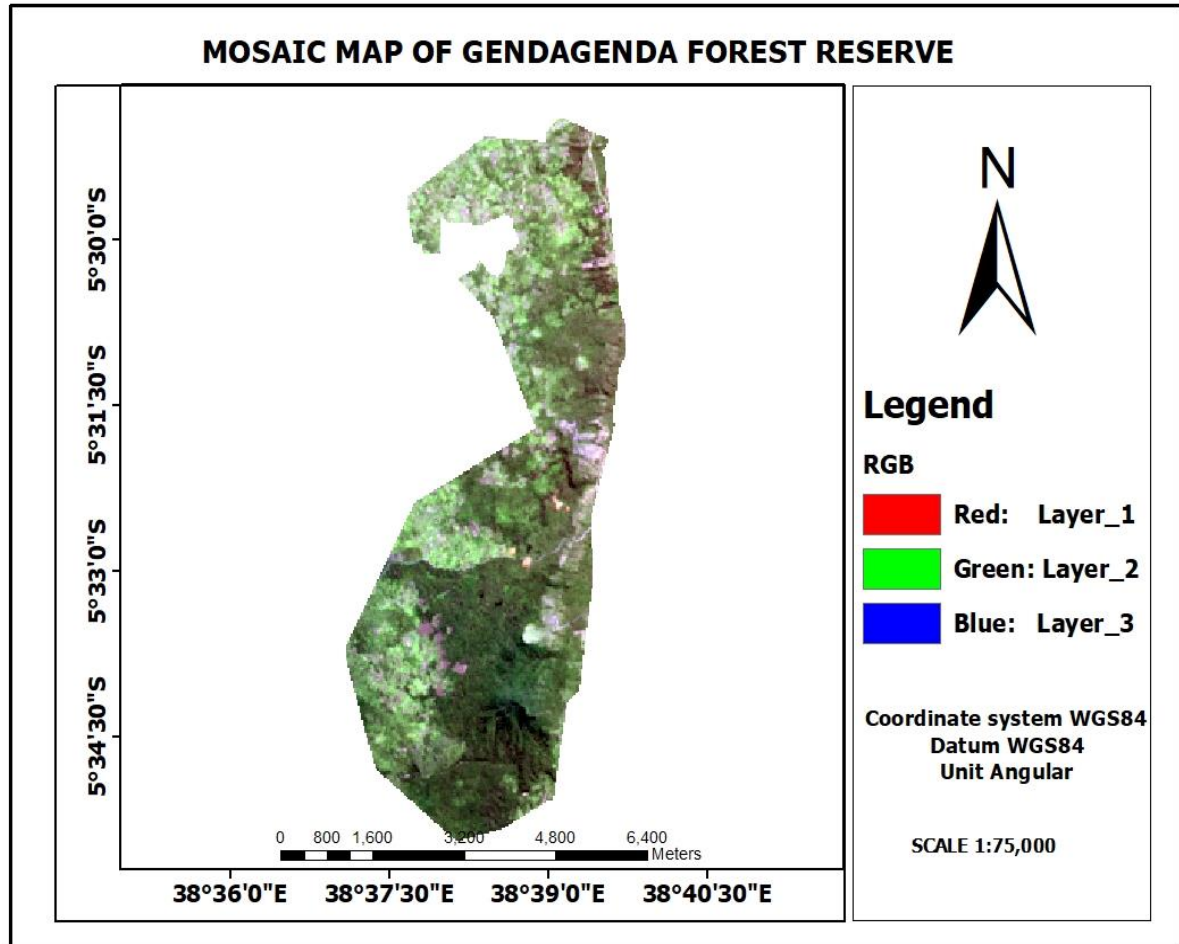 MOSAIC MAP OF GENDAGENDA FOREST RESERVE
5°30'0"S
5°31'30"S
5°33'0"S
5°34'30"S
0 800 1,600 3,200 4,800 6,400
Meters
38°36'0"E 38°37'30"E 38°39'0"E 38°40'30"E
N
Legend
RGB
Red: Layer_1
Green: Layer_2
Blue: Layer_3
Coordinate system WGS84
Datum WGS84
Unit Angular
SCALE 1:75,000